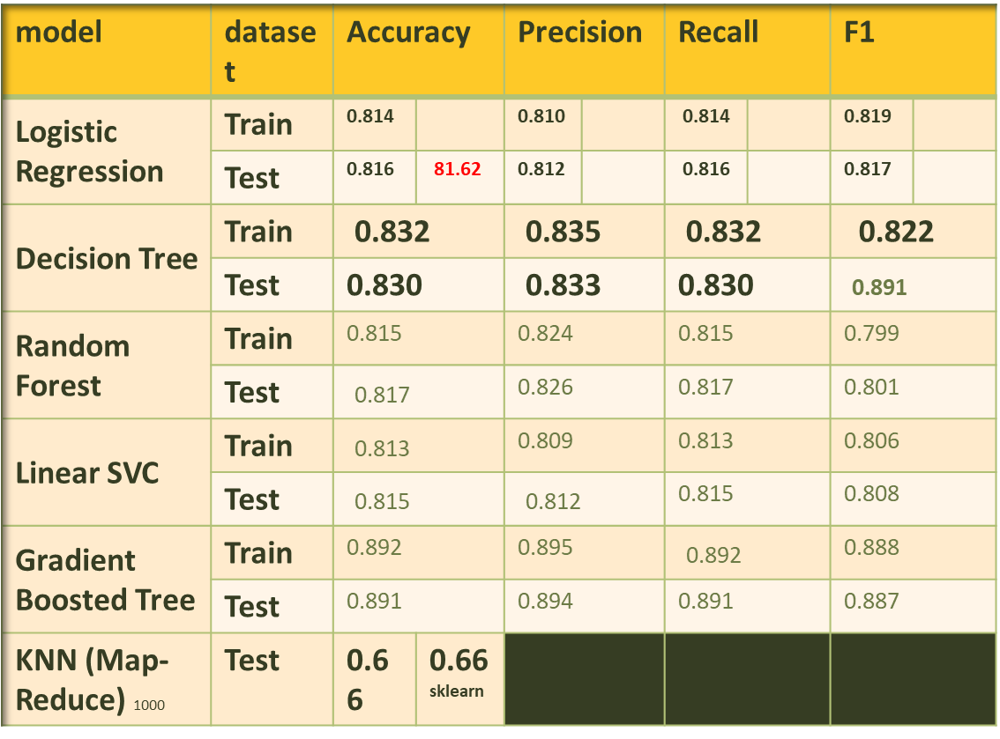 model datase Accuracy Precision Recall F1
t
Logistic Train 0.814 0.810 0.814 0.819
Regression Test 0.816 81.62 0.812 0.816 0.817
Decision Tree Train 0.832 0.835 0.832 0.822
Test 0.830 0.833 0.830 0.891
Random Train 0.815 0.824 0.815 0.799
Forest Test 0.817 0.826 0.817 0.801
Linear SVC Train 0.813 0.809 0.813 0.806
Test 0.815 0.812 0.815 0.808
Gradient Train 0.892 0.895 0.892 0.888
Boosted Tree Test 0.891 0.894 0.891 0.887
KNN (Map- Test 0.6 0.66
Reduce) 1000 6 sklearn